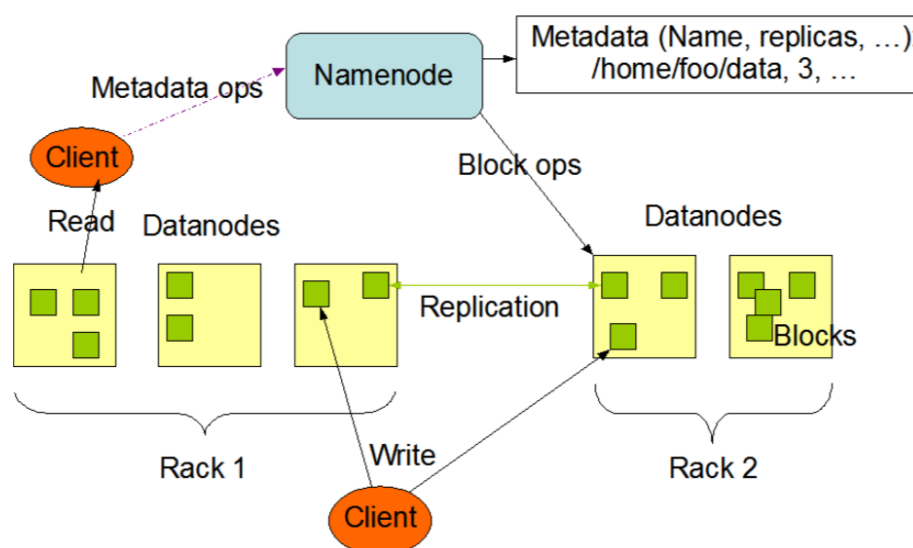 Metadata (Name, replicas, …):
/home/foo/data, 3, …
Namenode
Metadata ops
Client
Block ops
Read
Datanodes
Datanodes
Replication
Blocks
Rack 1
Write
Rack 2
Client